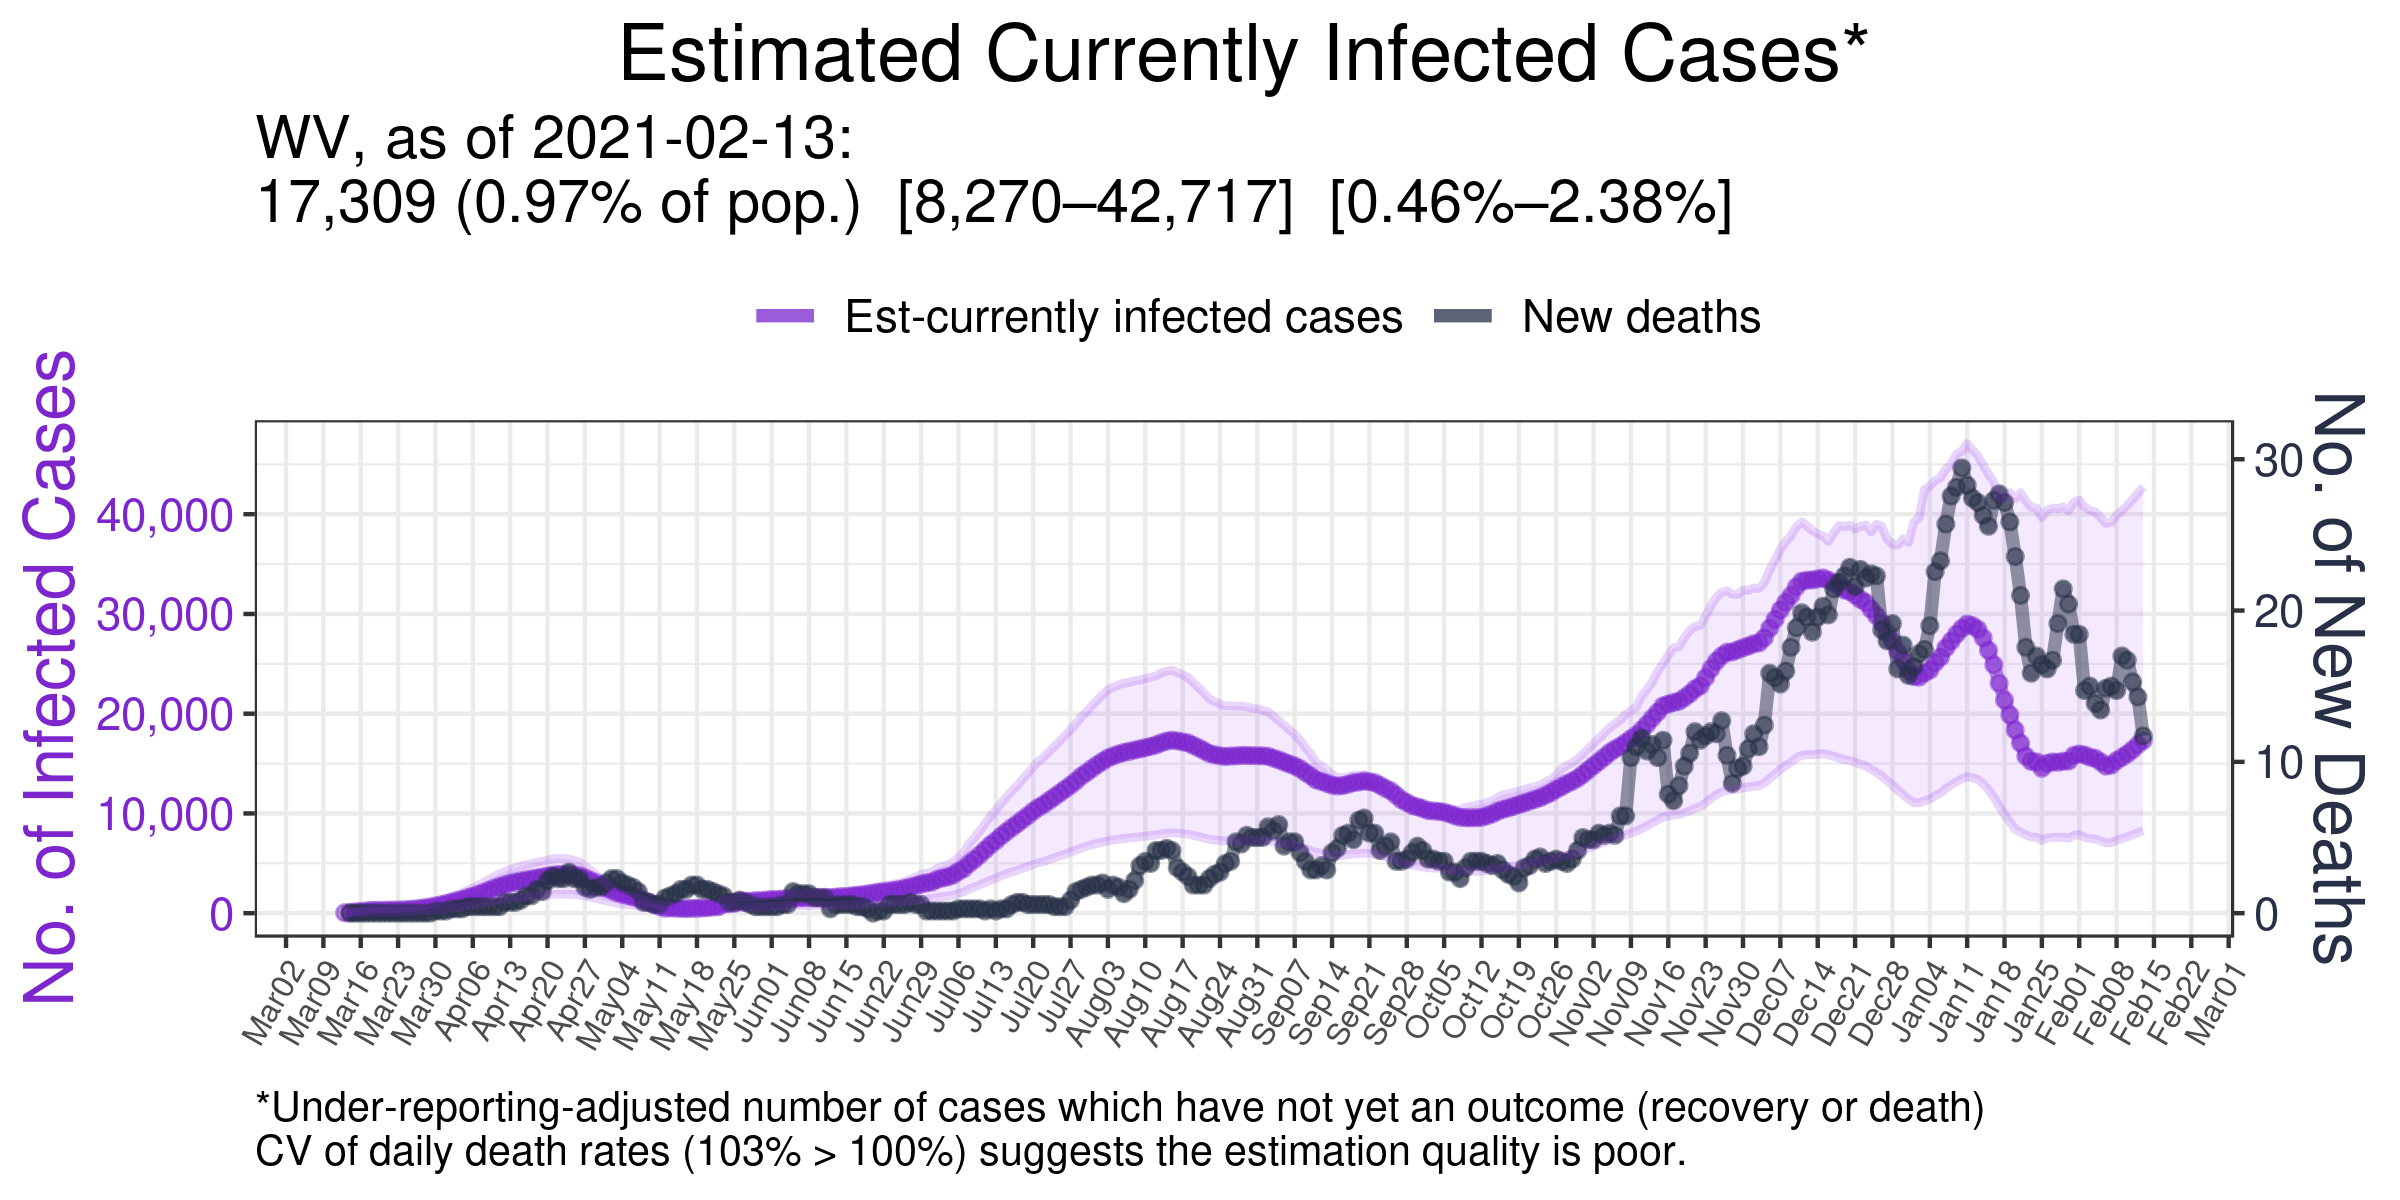 Estimated Currently Infected Cases*
WV, as of 2021-02-13:
17,309 (0.97% of pop.) [8,270–42,717] [0.46%–2.38%]
Est-currently infected cases
New deaths
No. of Infected Cases
40,000
30,000
20,000
10,000
0
30
20
10
0
No. of New Deaths
Mar02
Mar09
Mar16
Mar23
Mar30
Apr06
Apr13
Apr20
Apr27
May04
May11
May18
May25
Jun01
Jun08
Jun15
Jun22
Jun29
Jul06
Jul13
Jul20
Jul27
Aug03
Aug10
Aug17
Aug24
Aug31
Sep07
Sep14
Sep21
Sep28
Oct05
Oct12
Oct19
Oct26
Nov02
Nov09
Nov16
Nov23
Nov30
Dec07
Dec14
Dec21
Dec28
Jan04
Jan11
Jan18
Jan25
Feb01
Feb08
Feb15
Feb22
Mar01
*Under-reporting-adjusted number of cases which have not yet an outcome (recovery or death)
CV of daily death rates (103% > 100%) suggests the estimation quality is poor.